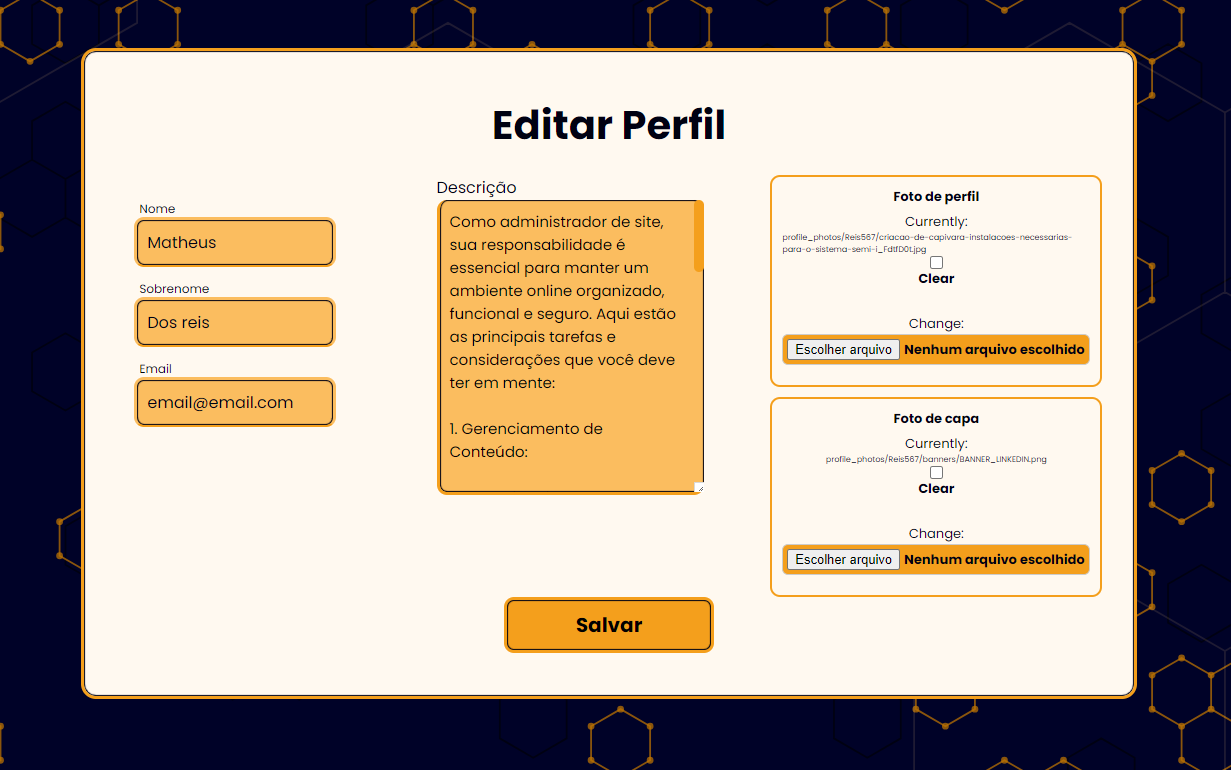 Editar Perfil
Nome
Matheus
Sobrenome
Dos reis
Email
email@email.com
Descrição
Como administrador de site,
sua responsabilidade é
essencial para manter um
ambiente online organizado,
funcional e seguro. Aqui estão
as principais tarefas e
considerações que você deve
ter em mente:
1. Gerenciamento de
Conteúdo:
Foto de perfil
Currently:
profile_photos/Reis567/criacao-de-capivara-instalacoes-necessarias-
para-o-sistema-semi-i_FdtfD0t.jpg
Clear
Change:
Escolher arquivo Nenhum arquivo escolhido
Foto de capa
Currently:
profile_photos/Reis567/banners/BANNER_LINKEDIN.png
Clear
Change:
Escolher arquivo Nenhum arquivo escolhido
Salvar